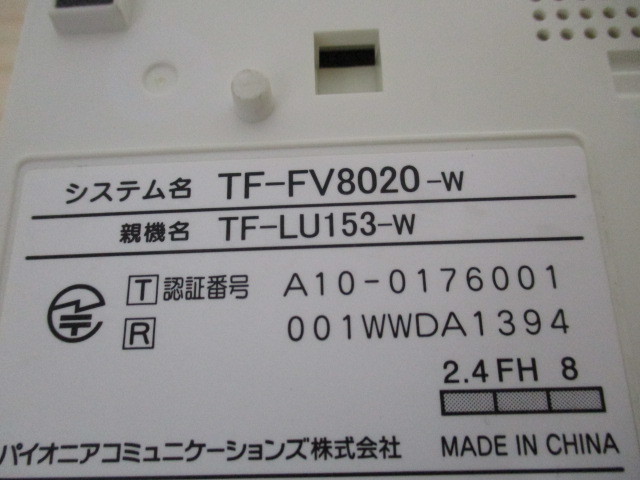 システム名 TF-FV8020-W
親機名 TF-LU153-W
T 認証番号 A10-0176001
R 001WWDA1394
2.4 FH 8
パイオニアコミュニケーションズ株式会社 MADE IN CHINA